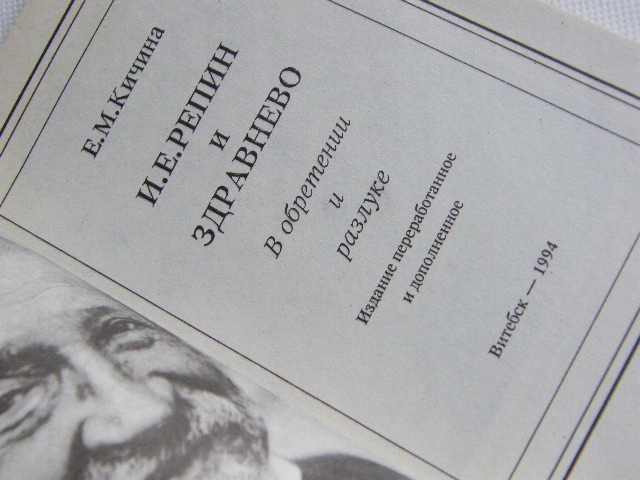 Е.М.Кичина
И.Е.РЕПИН
и
ЗДРАВНЕВО
В обретении
и
разлуке
Издание переработанное
и дополненное
Витебск — 1994